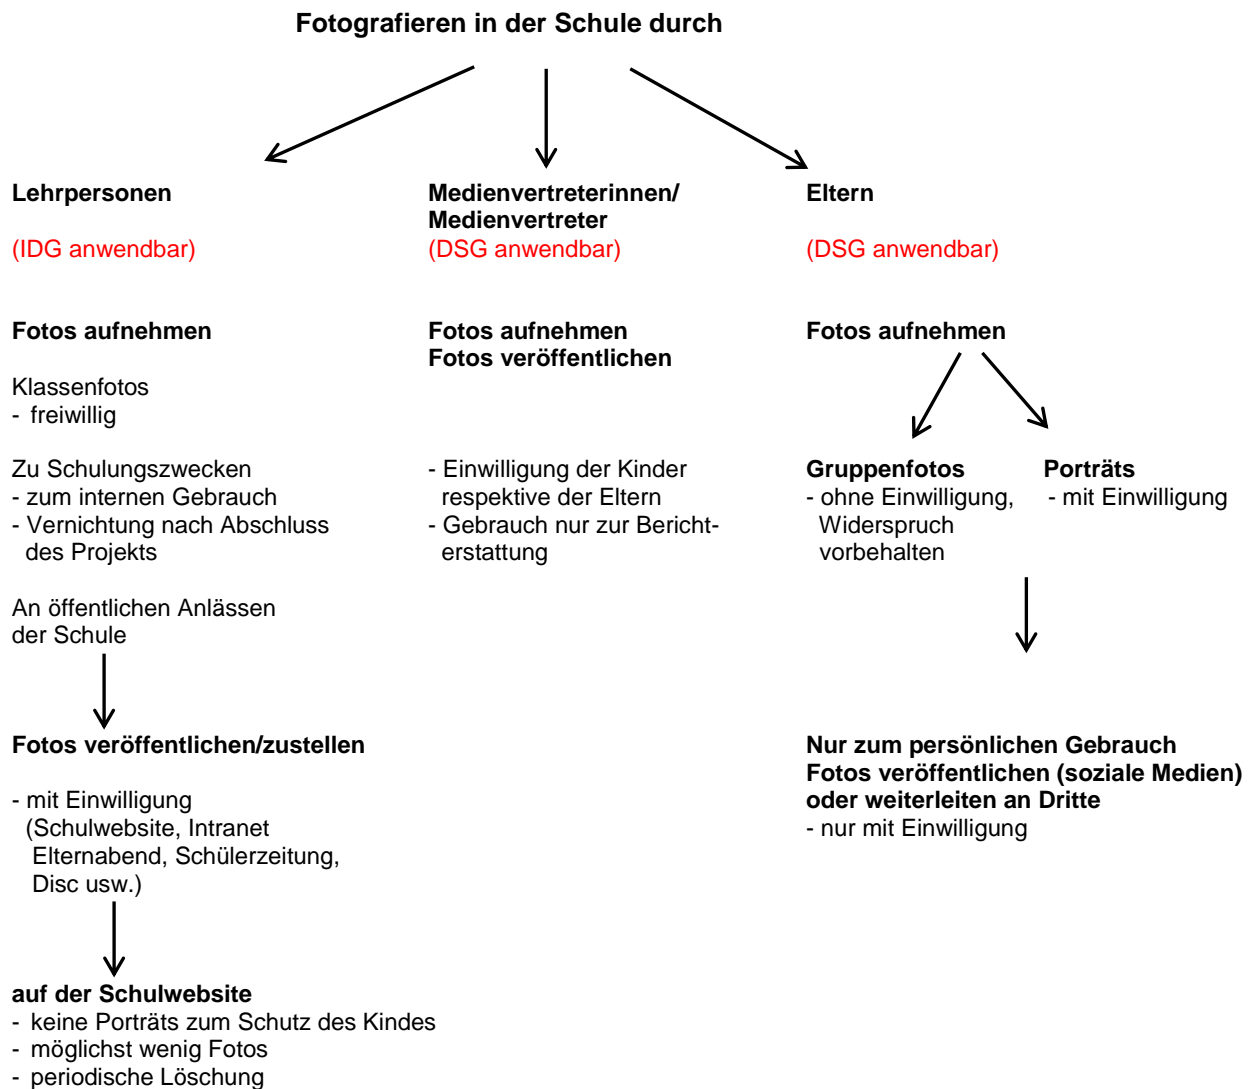 Fotografieren in der Schule durch
Lehrpersonen
(IDG anwendbar)
Fotos aufnehmen
Klassenfotos
- freiwillig
Zu Schulungszwecken
- zum internen Gebrauch
- Vernichtung nach Abschluss
des Projekts
An öffentlichen Anlässen
der Schule
Fotos veröffentlichen/zustellen
- mit Einwilligung
(Schulwebsite, Intranet
Elternabend, Schülerzeitung,
Disc usw.)
auf der Schulwebsite
- keine Porträts zum Schutz des Kindes
- möglichst wenig Fotos
- periodische Löschung
Medienvertreterinnen/
Medienvertreter
(DSG anwendbar)
Fotos aufnehmen
Fotos veröffentlichen
- Einwilligung der Kinder
respektive der Eltern
- Gebrauch nur zur Bericht-
erstattung
Eltern
(DSG anwendbar)
Fotos aufnehmen
Gruppenfotos
- ohne Einwilligung,
Widerspruch
vorbehalten
Porträts
- mit Einwilligung
Nur zum persönlichen Gebrauch
Fotos veröffentlichen (soziale Medien)
oder weiterleiten an Dritte
- nur mit Einwilligung